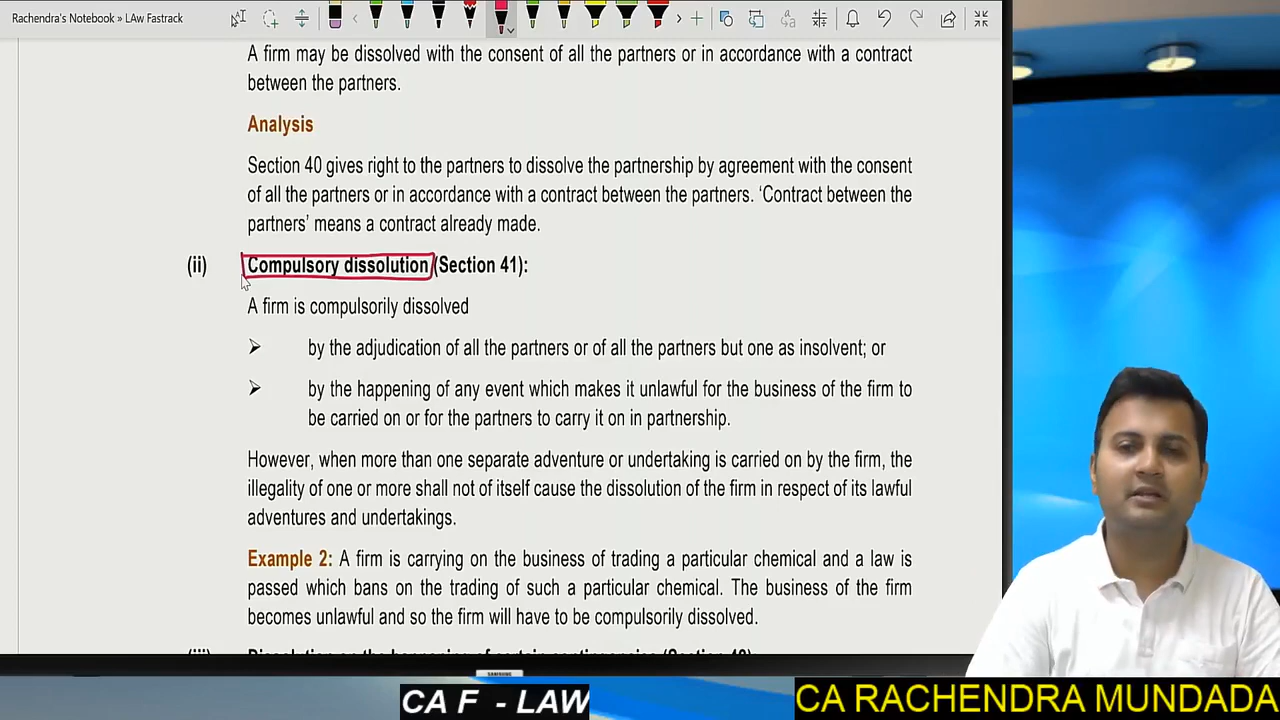 Rachendra's Notebook » LAw Fastrack
A firm may be dissolved with the consent of all the partners or in accordance with a contract
between the partners.
Analysis
Section 40 gives right to the partners to dissolve the partnership by agreement with the consent
of all the partners or in accordance with a contract between the partners. ‘Contract between the
partners’ means a contract already made.
(ii) Compulsory dissolution (Section 41):
A firm is compulsorily dissolved
➢ by the adjudication of all the partners or of all the partners but one as insolvent; or
➢ by the happening of any event which makes it unlawful for the business of the firm to
be carried on or for the partners to carry it on in partnership.
However, when more than one separate adventure or undertaking is carried on by the firm, the
illegality of one or more shall not of itself cause the dissolution of the firm in respect of its lawful
adventures and undertakings.
Example 2: A firm is carrying on the business of trading a particular chemical and a law is
passed which bans on the trading of such a particular chemical. The business of the firm
becomes unlawful and so the firm will have to be compulsorily dissolved.
SAMSUNG
CA F - LAW
CA RACHENDRA MUNDADA